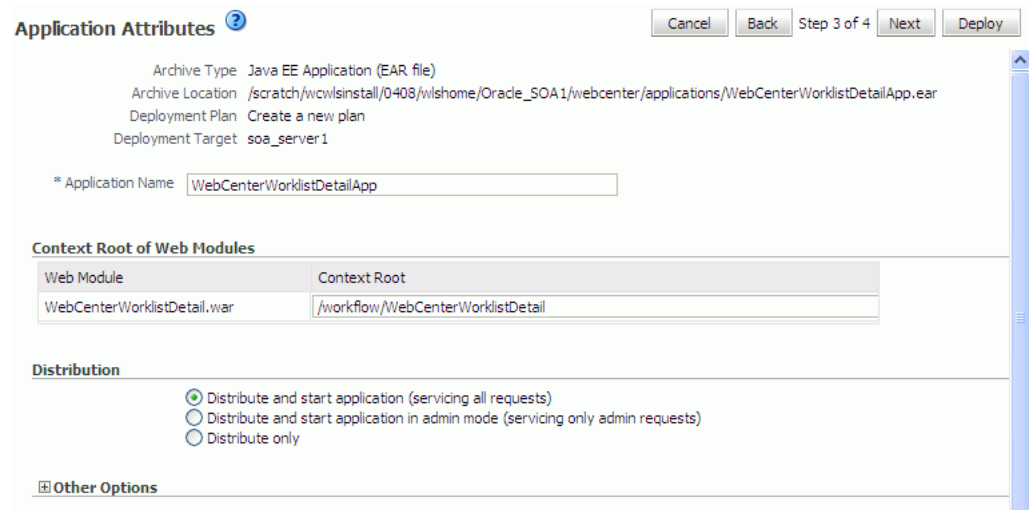 Application Attributes ?
Cancel Back Step 3 of 4 Next Deploy
Archive Type Java EE Application (EAR file)
Archive Location /scratch/wcwlsinstall/0408/wlshome/Oracle_SOA1/webcenter/applications/WebCenterWorklistDetailApp.ear
Deployment Plan Create a new plan
Deployment Target soa_server1
* Application Name WebCenterWorklistDetailApp
Context Root of Web Modules
Web Module Context Root
WebCenterWorklistDetail.war /workflow/WebCenterWorklistDetail
Distribution
Distribute and start application (servicing all requests)
Distribute and start application in admin mode (servicing only admin requests)
Distribute only
Other Options